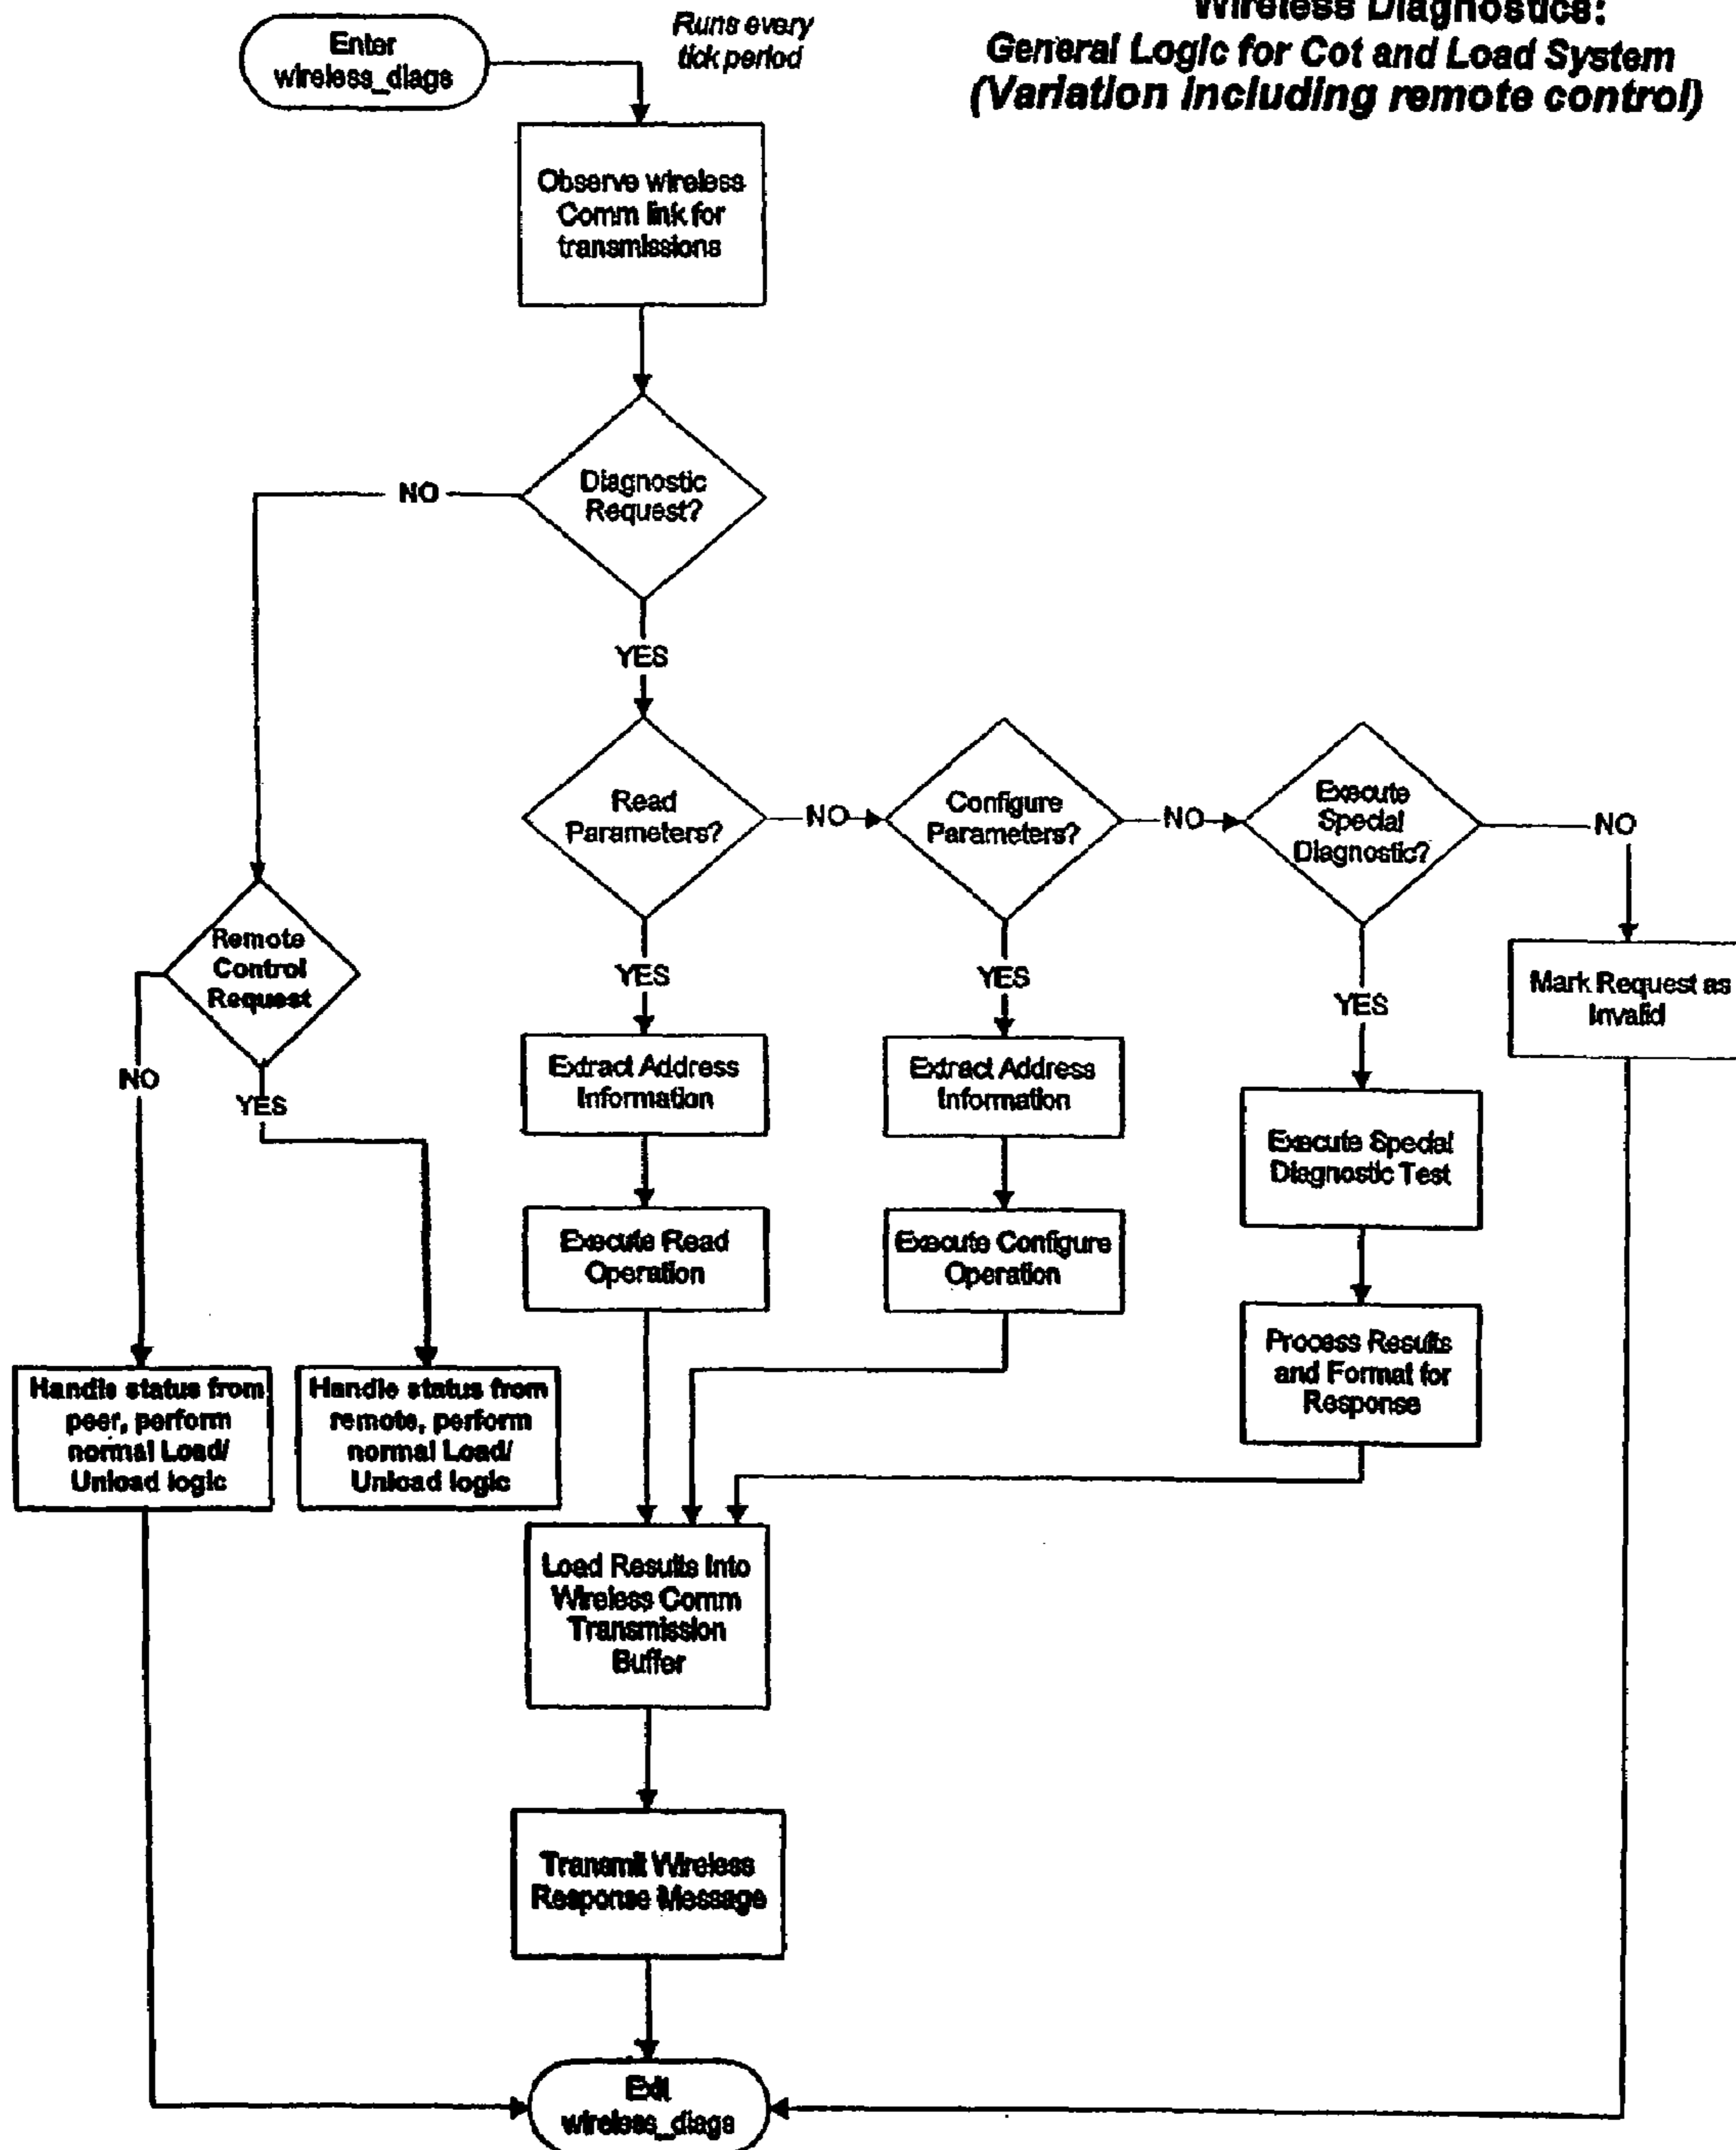 Wireless Diagnostics:
General Logic for Cot and Load System
(Variation including remote control)
Runs every
tick period
Enter
wireless_diags
Observe wireless
Comm link for
transmissions
Diagnostic
Request?
NO
YES
Read
Parameters?
NO
Configure
Parameters?
NO
Execute
Special
Diagnostic?
NO
Remote
Control
Request
YES
YES
YES
Mark Request as
Invalid
NO
YES
Extract Address
Information
Extract Address
Information
Execute Special
Diagnostic Test
Execute Read
Operation
Execute Configure
Operation
Process Results
and Format for
Response
Handle status from
peer, perform
normal Load/
Unload logic
Handle status from
remote, perform
normal Load/
Unload logic
Load Results Into
Wireless Comm
Transmission
Buffer
Transmit Wireless
Response Message
Exit
wireless_diags